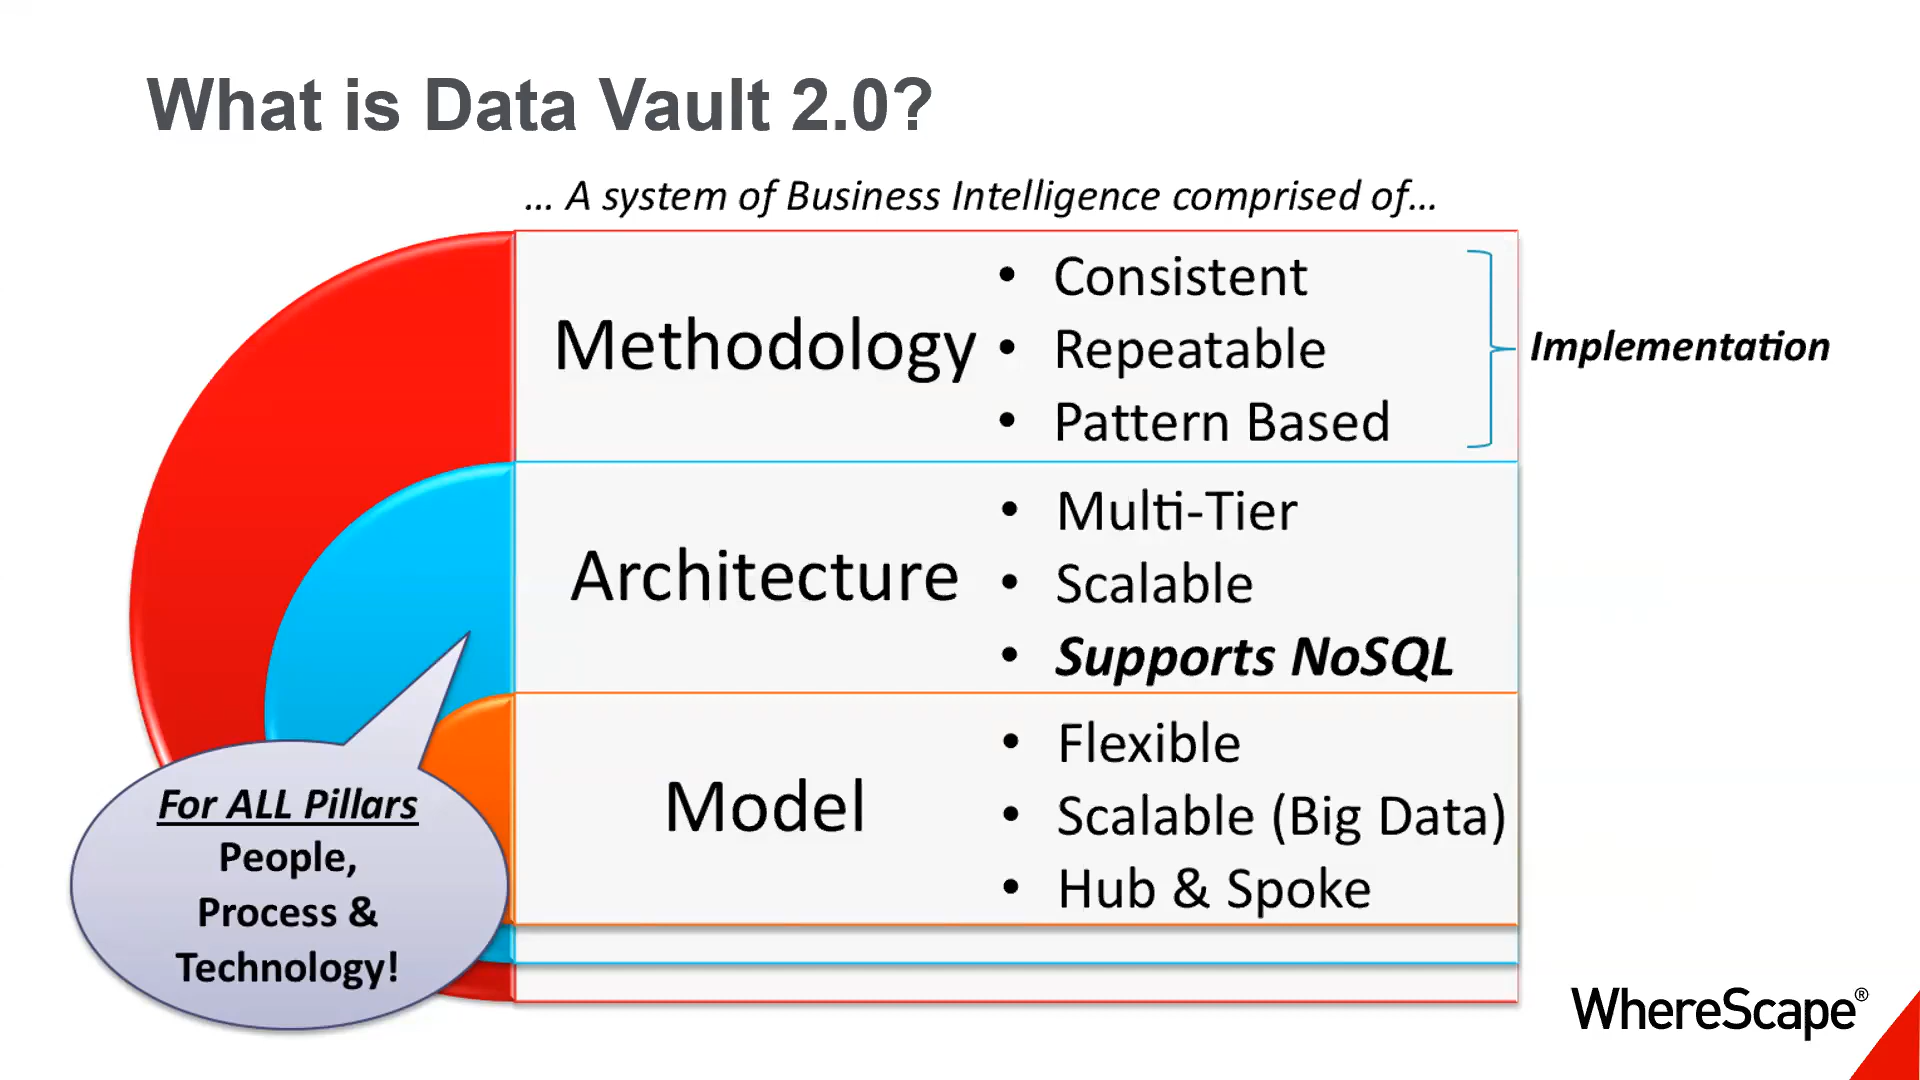 What is Data Vault 2.0?
... A system of Business Intelligence comprised of...
Methodology
• Consistent
• Repeatable
• Pattern Based
Implementation
Architecture
• Multi-Tier
• Scalable
• Supports NoSQL
Model
• Flexible
• Scalable (Big Data)
• Hub & Spoke
For ALL Pillars
People,
Process &
Technology!
WhereScape®